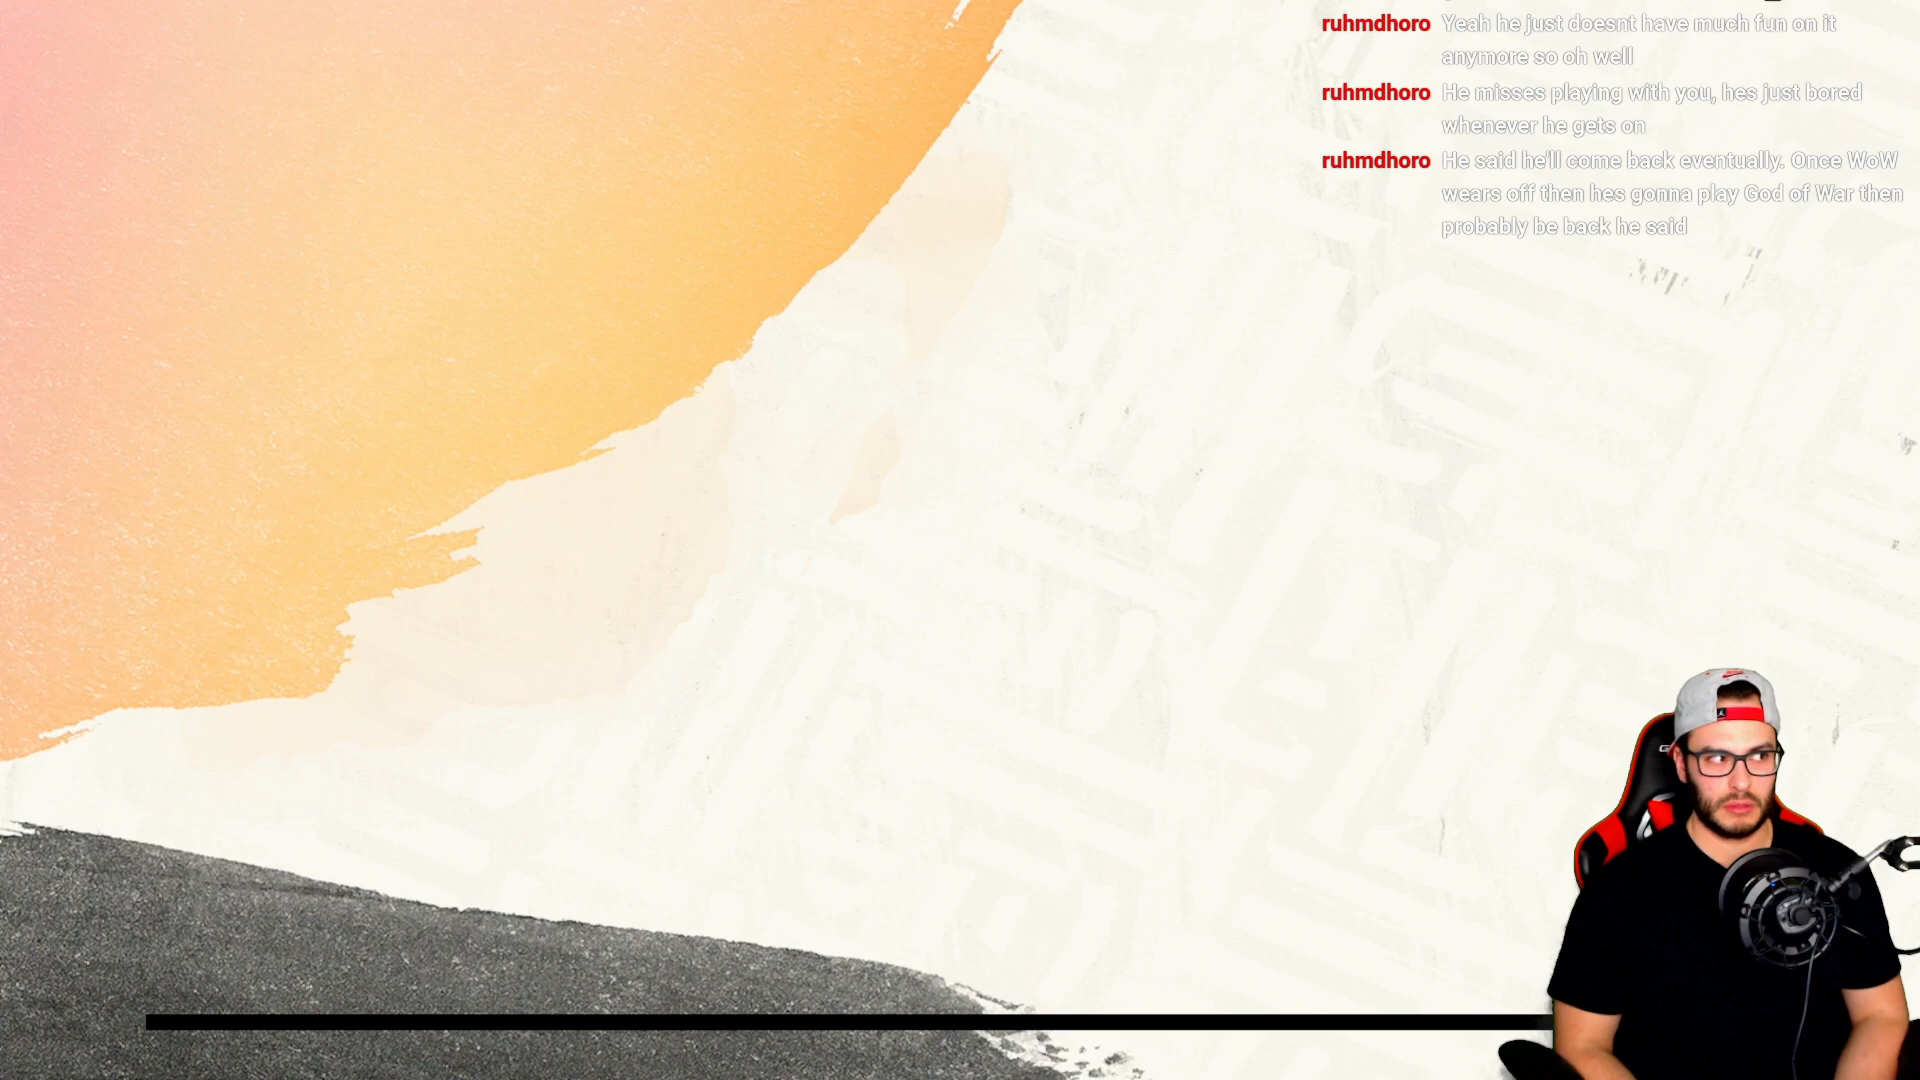 ruhmdhoro Yeah he just doesnt have much fun on it
anymore so oh well
ruhmdhoro He misses playing with you, hes just bored
whenever he gets on
ruhmdhoro He said he'll come back eventually. Once WoW
wears off then hes gonna play God of War then
probably be back he said